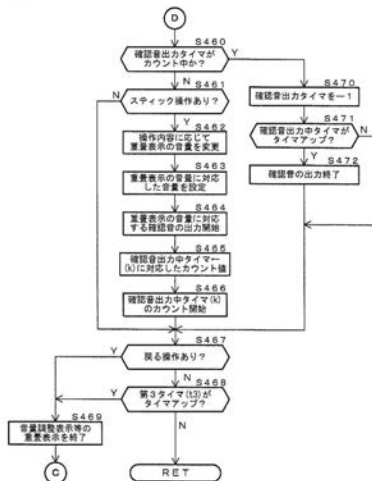 D
S460
確認音出力タイマが
カウント中か?
Y
N
S461
スティック操作あり?
N
Y
S462
操作内容に応じて
重畳表示の音量を変更
S463
重畳表示の音量に対応
した音量を設定
S464
重畳表示の音量に対応
する確認音の出力開始
S465
確認音出力中タイマ←
(k)に対応したカウント値
S466
確認音出力中タイマ(k)
のカウント開始
S470
確認音出力タイマを−1
S471
確認音出力中タイマが
タイマアップ?
N
Y
S472
確認音の出力終了
S467
戻る操作あり?
Y
N
S468
第3タイマ(t3)が
タイマアップ?
Y
N
S469
音量調整表示等の
重畳表示を終了
C
RET